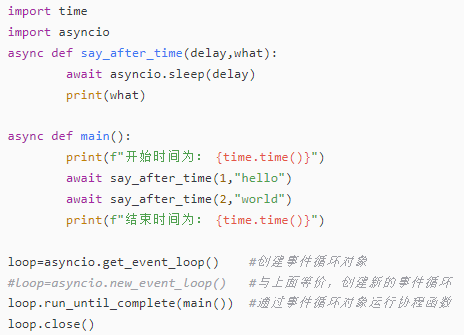 import time
import asyncio
async def say_after_time(delay,what):
        await asyncio.sleep(delay)
        print(what)

async def main():
        print(f"开始时间为： {time.time()}")
        await say_after_time(1,"hello")
        await say_after_time(2,"world")
        print(f"结束时间为： {time.time()}")

loop=asyncio.get_event_loop()    #创建事件循环对象
#loop=asyncio.new_event_loop()   #与上面等价，创建新的事件循环
loop.run_until_complete(main())  #通过事件循环对象运行协程函数
loop.close()